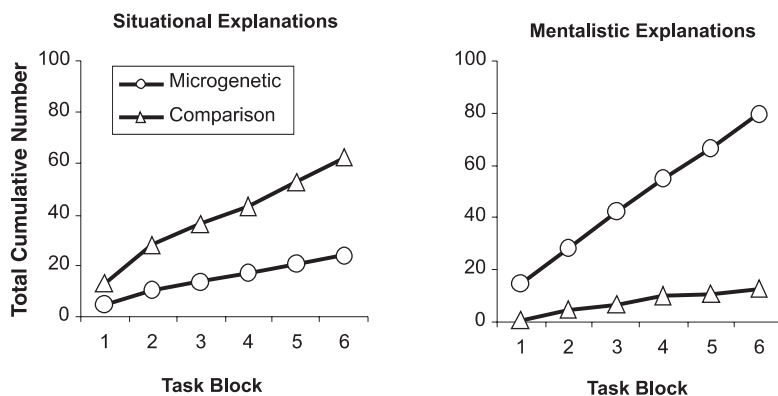 Situational Explanations
Total Cumulative Number
100
80
60
40
20
0
Microgenetic
Comparison
1 2 3 4 5 6
Task Block
Mentalistic Explanations
100
80
60
40
20
0
1 2 3 4 5 6
Task Block